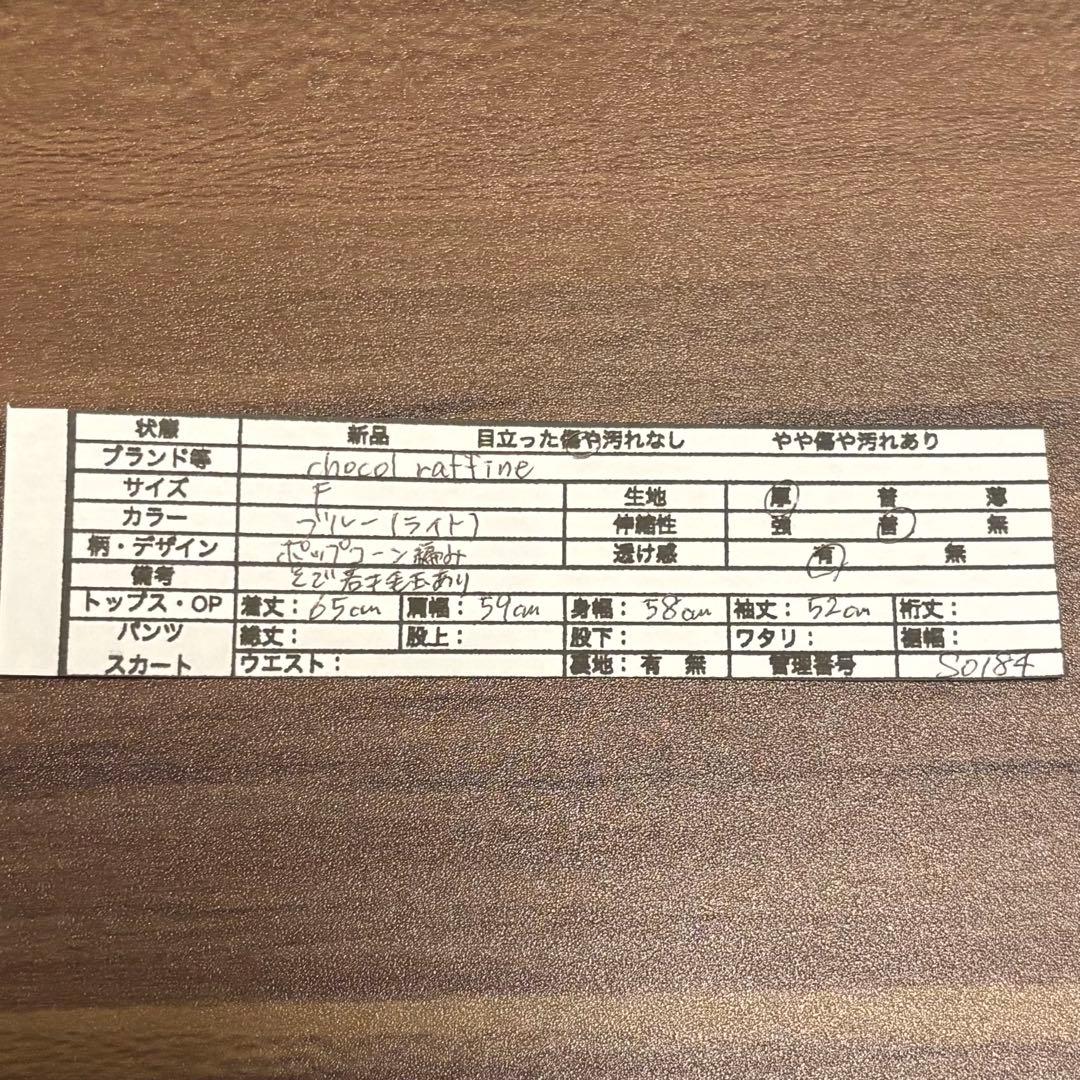 状態 新品 目立った傷や汚れなし やや傷や汚れあり
ブランド等 chocol raffine
サイズ F 生地 厚 普 薄
カラー ブルー(ライト) 伸縮性 強 普 無
柄・デザイン ポップコーン編み 透け感 有 無
備考 そで若干毛玉あり
トップス・OP 着丈：65cm 肩幅：59cm 身幅：58cm 袖丈：52cm 裄丈：
パンツ 総丈： 股上： 股下： ワタリ： 裾幅：
スカート ウエスト： 裏地：有 無 管理番号 S0184